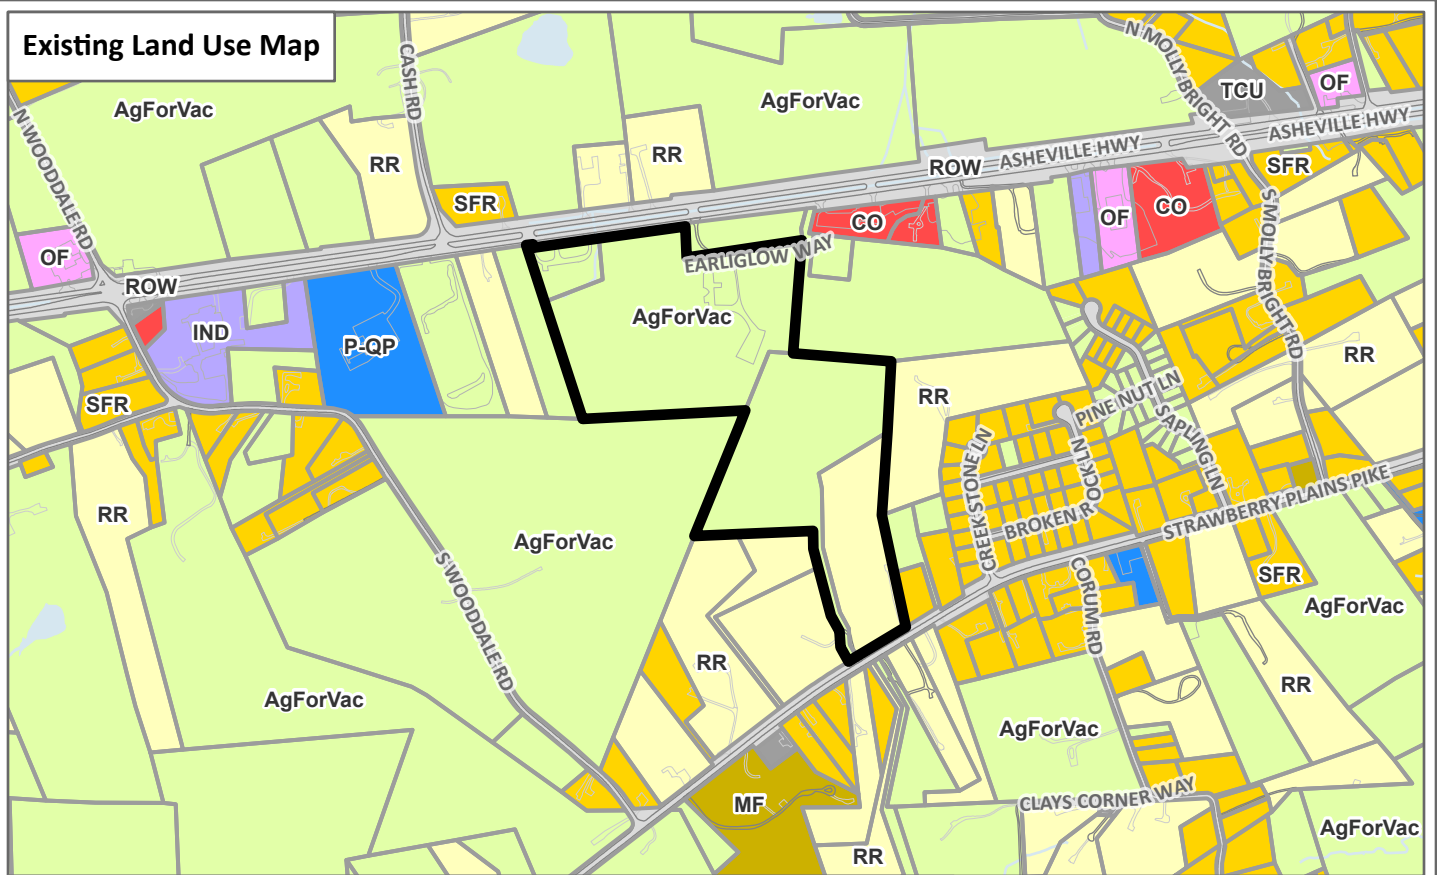 Existing Land Use Map
N MOLLY BRIGHT RD
CASH RD
TCU
OF
AgForVac
AgForVac
N WOODDALE RD
ASHEVILLE HWY
ASHEVILLE HWY
RR
RR
ROW
SFR
SFR
CO
OF
CO
S MOLLY BRIGHT RD
OF
EARLIGLOW WAY
ROW
AgForVac
IND
P-QP
RR
RR
SFR
PINE NUT LN
SAPLING LN
CREEK STONE LN
BROKEN ROCK LN
STRAWBERRY PLAINS PIKE
RR
AgForVac
S WOODDALE RD
CORUM RD
SFR
AgForVac
RR
RR
AgForVac
AgForVac
MF
CLAYS CORNER WAY
AgForVac
RR